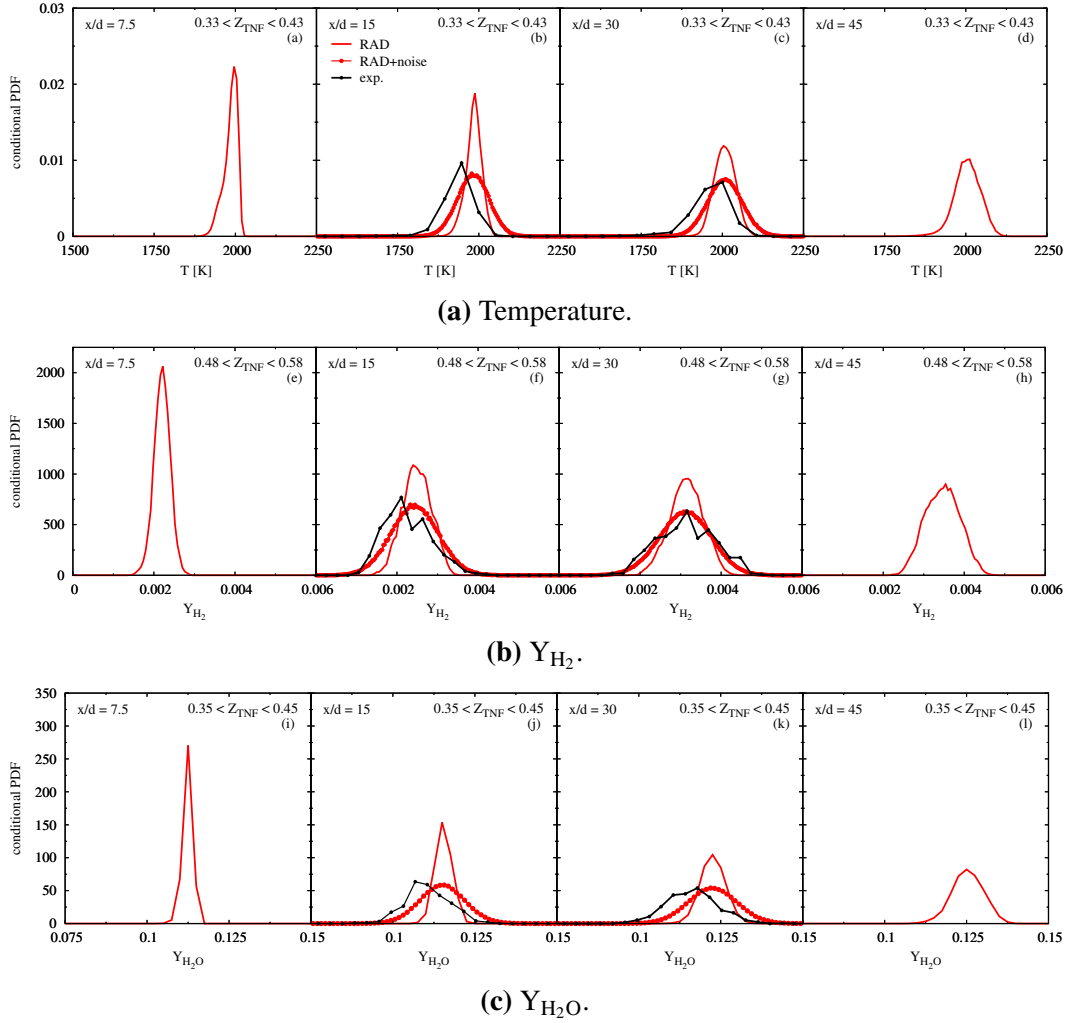 0.03
0.02
0.01
0
conditional PDF
x/d = 7.5 0.33 < Z_TNF < 0.43
(a)
x/d = 15 0.33 < Z_TNF < 0.43
(b)
RAD
RAD+noise
exp.
x/d = 30 0.33 < Z_TNF < 0.43
(c)
x/d = 45 0.33 < Z_TNF < 0.43
(d)
1500 1750 2000 2250 1750 2000 2250 1750 2000 2250 1750 2000 2250
T [K] T [K] T [K] T [K]
(a) Temperature.
2000
1500
1000
500
0
conditional PDF
x/d = 7.5 0.48 < Z_TNF < 0.58
(e)
x/d = 15 0.48 < Z_TNF < 0.58
(f)
x/d = 30 0.48 < Z_TNF < 0.58
(g)
x/d = 45 0.48 < Z_TNF < 0.58
(h)
0 0.002 0.004 0.006 0.002 0.004 0.006 0.002 0.004 0.006 0.002 0.004 0.006
Y_H2 Y_H2 Y_H2 Y_H2
(b) Y_H2.
350
300
250
200
150
100
50
0
conditional PDF
x/d = 7.5 0.35 < Z_TNF < 0.45
(i)
x/d = 15 0.35 < Z_TNF < 0.45
(j)
x/d = 30 0.35 < Z_TNF < 0.45
(k)
x/d = 45 0.35 < Z_TNF < 0.45
(l)
0.075 0.1 0.125 0.15 0.1 0.125 0.15 0.1 0.125 0.15 0.1 0.125 0.15
Y_H2O Y_H2O Y_H2O Y_H2O
(c) Y_H2O.